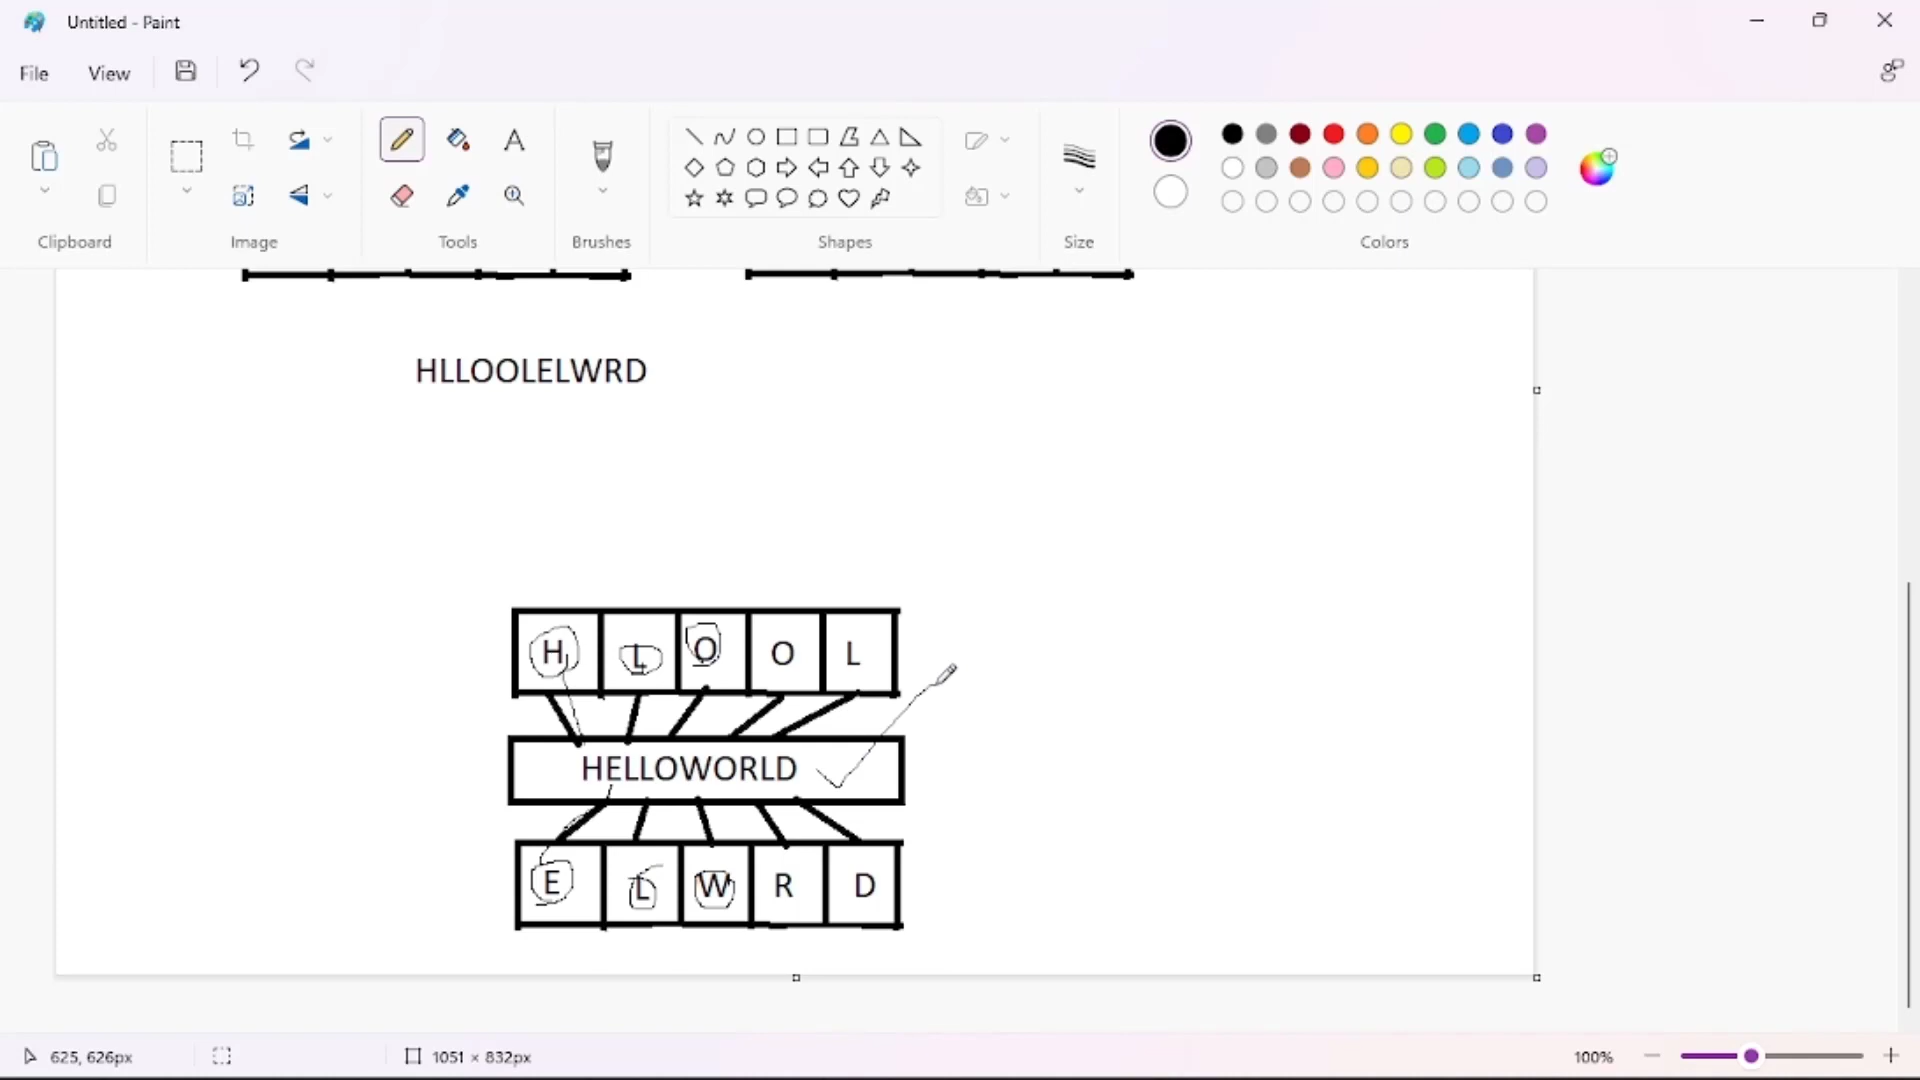 Untitled - Paint
File View
Clipboard Image Tools Brushes Shapes Size Colors
HLLOOLELWRD
H L O O L
HELLOWORLD
E L W R D
625, 626px 1051 × 832px 100%